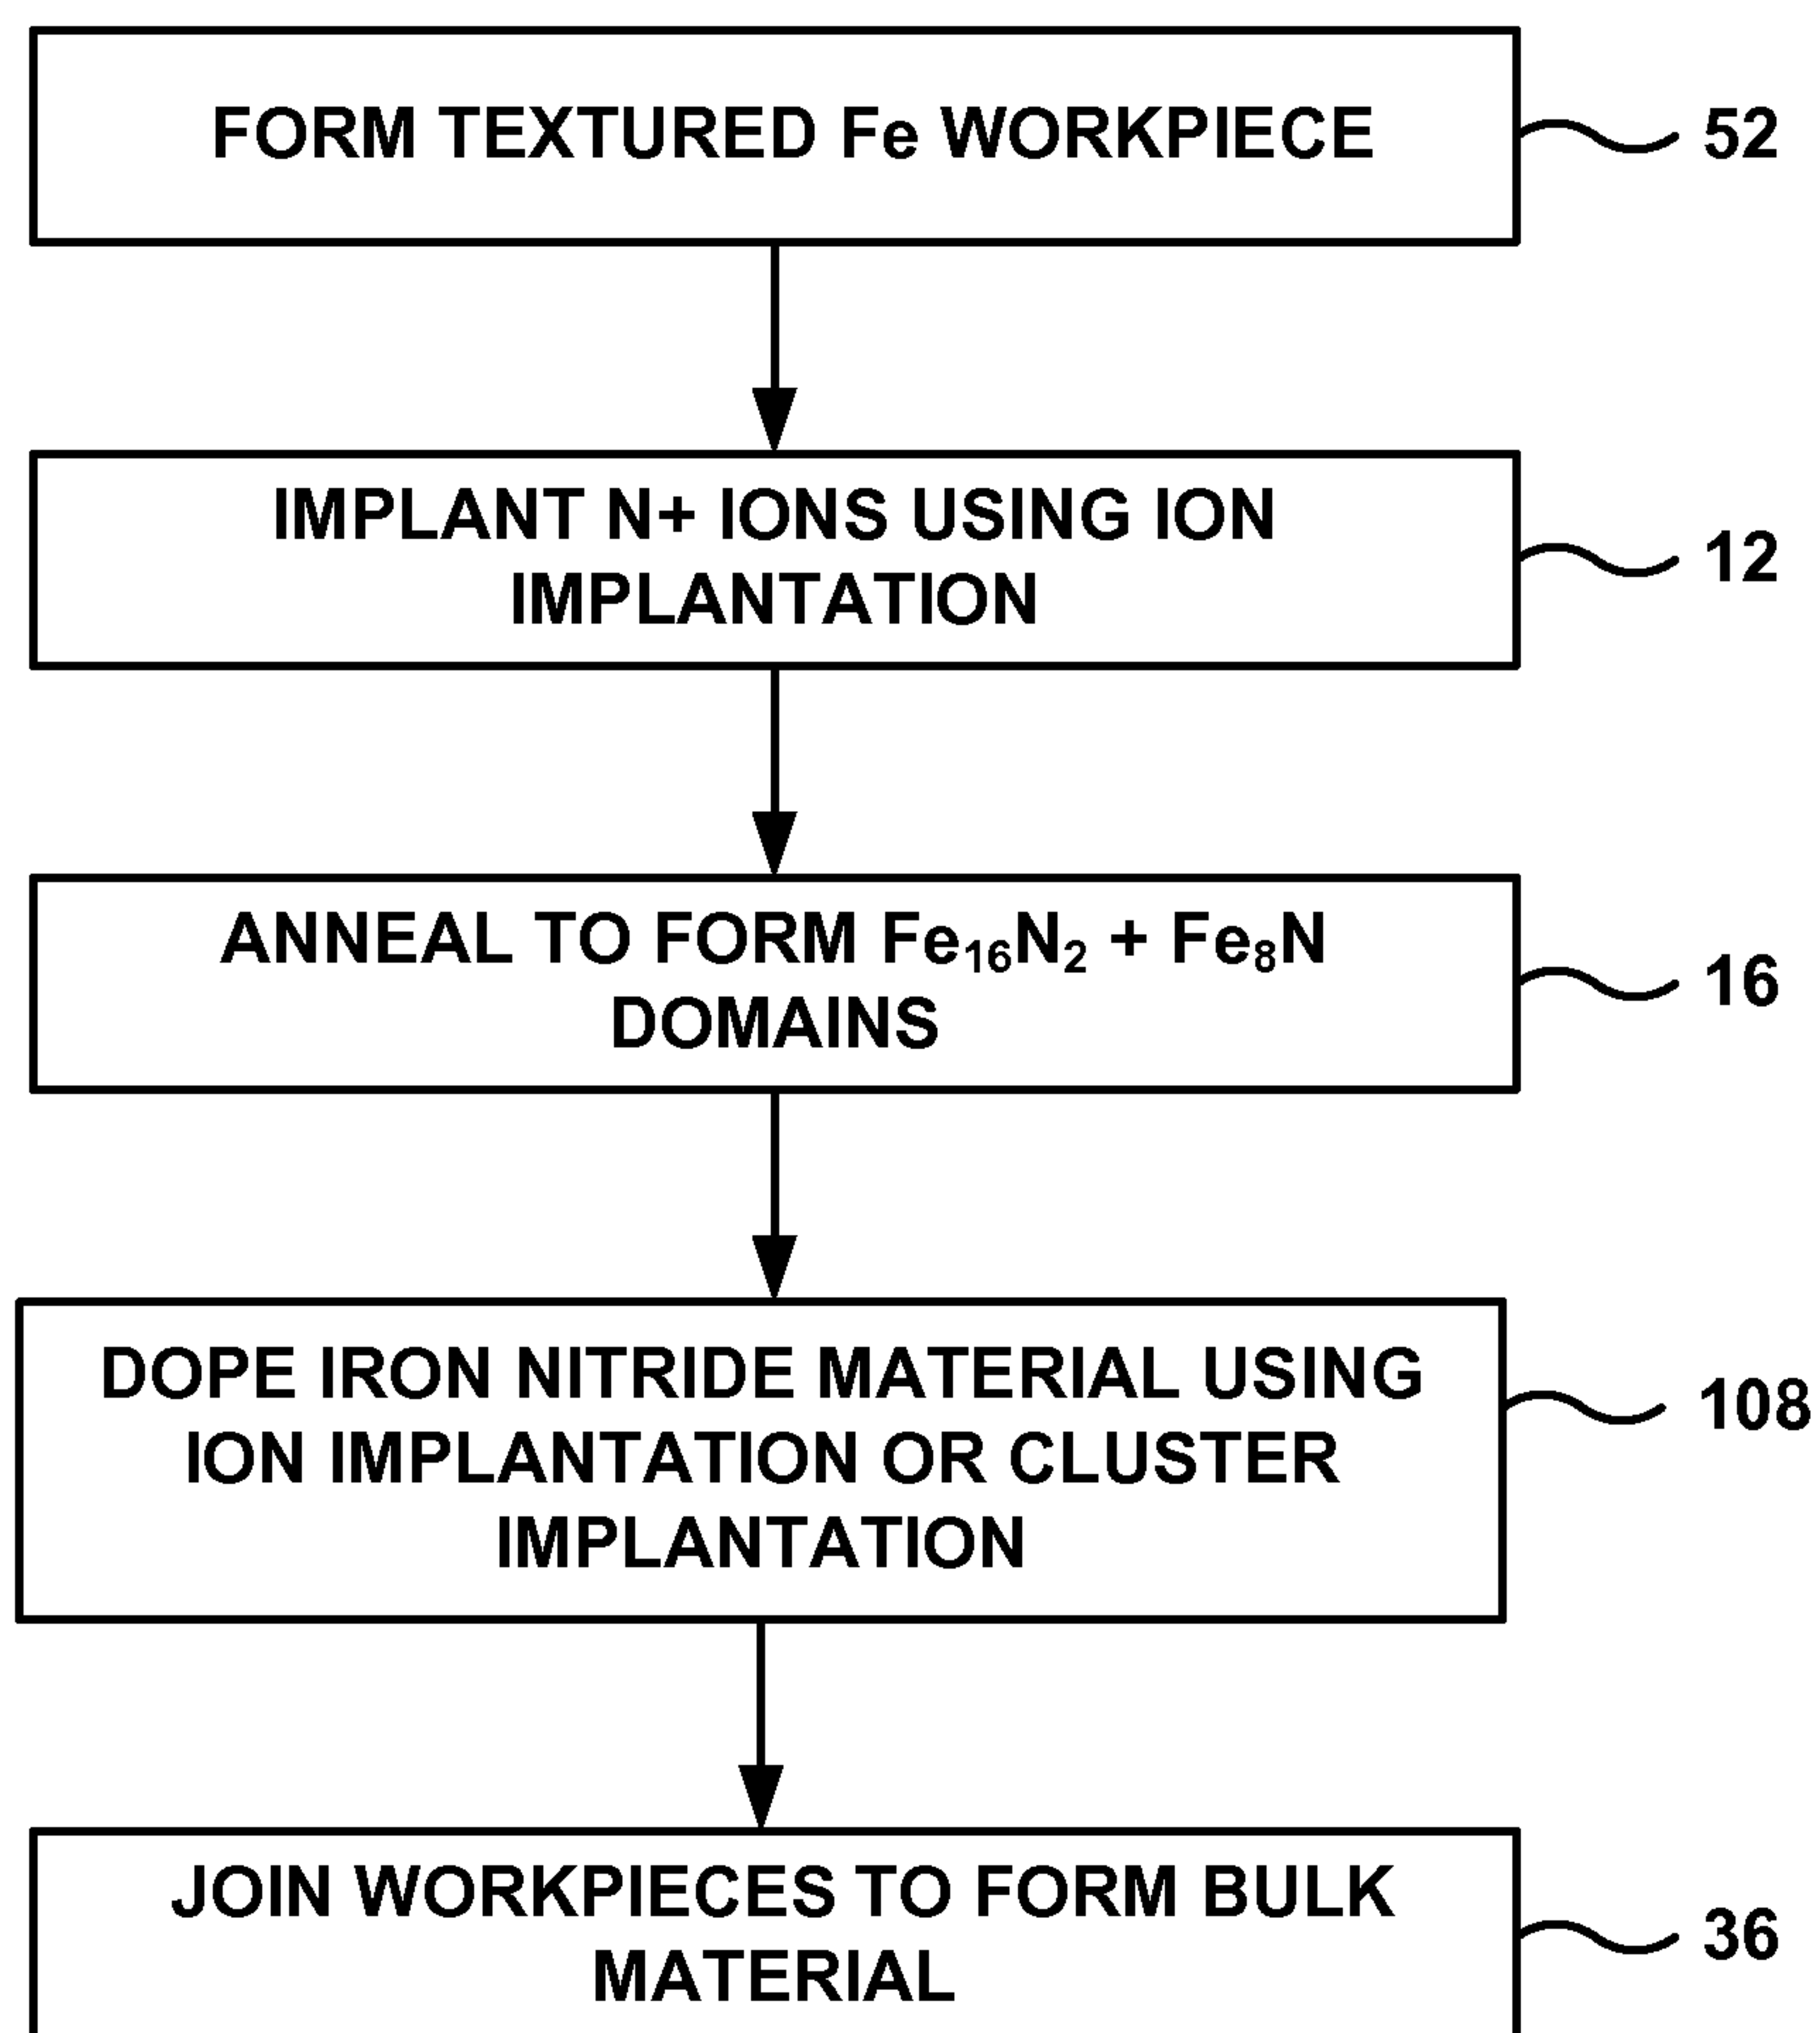 FORM TEXTURED Fe WORKPIECE
52
IMPLANT N+ IONS USING ION
IMPLANTATION
12
ANNEAL TO FORM Fe₁₆N₂ + Fe₈N
DOMAINS
16
DOPE IRON NITRIDE MATERIAL USING
ION IMPLANTATION OR CLUSTER
IMPLANTATION
108
JOIN WORKPIECES TO FORM BULK
MATERIAL
36